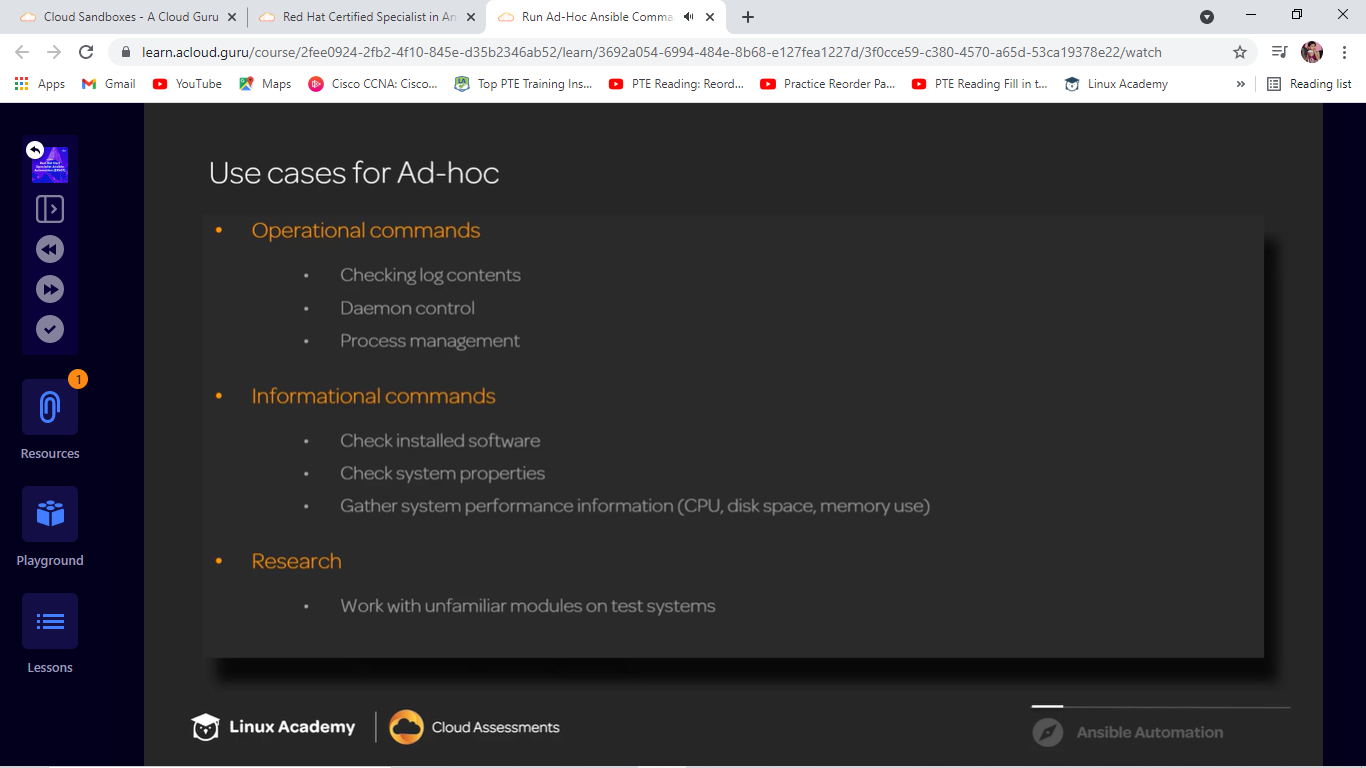 Cloud Sandboxes - A Cloud Guru
Red Hat Certified Specialist in An
Run Ad-Hoc Ansible Comma
learn.acloud.guru/course/2fee0924-2fb2-4f10-845e-d35b2346ab52/learn/3692a054-6994-484e-8b68-e127fea1227d/3f0cce59-c380-4570-a65d-53ca19378e22/watch
Apps
Gmail
YouTube
Maps
Cisco CCNA: Cisco...
Top PTE Training Ins...
PTE Reading: Reord...
Practice Reorder Pa...
PTE Reading Fill in t...
Linux Academy
»
Reading list
1
Resources
Playground
Lessons
Use cases for Ad-hoc
• Operational commands
• Checking log contents
• Daemon control
• Process management
• Informational commands
• Check installed software
• Check system properties
• Gather system performance information (CPU, disk space, memory use)
• Research
• Work with unfamiliar modules on test systems
Linux Academy
Cloud Assessments
Ansible Automation